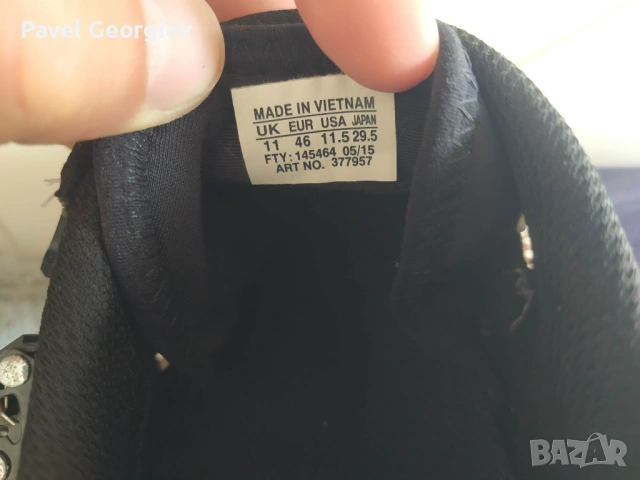 Pavel Georgiev
MADE IN VIETNAM
UK EUR USA JAPAN
11 46 11.5 29.5
FTY: 145464 05/15
ART NO. 377957
BAZAR